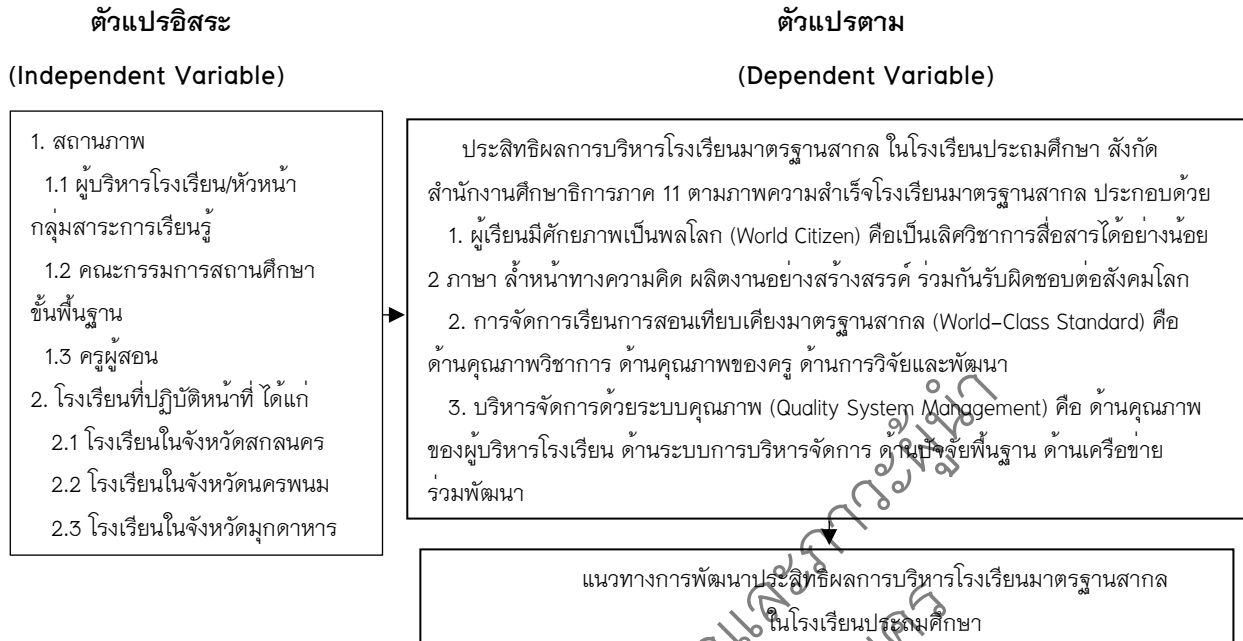 ตัวแปรอิสระ
(Independent Variable)
1. สถานภาพ
1.1 ผู้บริหารโรงเรียน/หัวหน้า
กลุ่มสาระการเรียนรู้
1.2 คณะกรรมการสถานศึกษา
ขั้นพื้นฐาน
1.3 ครูผู้สอน
2. โรงเรียนที่ปฏิบัติหน้าที่ ได้แก่
2.1 โรงเรียนในจังหวัดสกลนคร
2.2 โรงเรียนในจังหวัดนครพนม
2.3 โรงเรียนในจังหวัดมุกดาหาร
ตัวแปรตาม
(Dependent Variable)
ประสิทธิผลการบริหารโรงเรียนมาตรฐานสากล ในโรงเรียนประถมศึกษา สังกัด
สำนักงานศึกษาธิการภาค 11 ตามภาพความสำเร็จโรงเรียนมาตรฐานสากล ประกอบด้วย
1. ผู้เรียนมีศักยภาพเป็นพลโลก (World Citizen) คือเป็นเลิศวิชาการสื่อสารได้อย่างน้อย
2 ภาษา ล้ำหน้าทางความคิด ผลิตงานอย่างสร้างสรรค์ ร่วมกันรับผิดชอบต่อสังคมโลก
2. การจัดการเรียนการสอนเทียบเคียงมาตรฐานสากล (World–Class Standard) คือ
ด้านคุณภาพวิชาการ ด้านคุณภาพของครู ด้านการวิจัยและพัฒนา
3. บริหารจัดการด้วยระบบคุณภาพ (Quality System Management) คือ ด้านคุณภาพ
ของผู้บริหารโรงเรียน ด้านระบบการบริหารจัดการ ด้านปัจจัยพื้นฐาน ด้านเครือข่าย
ร่วมพัฒนา
แนวทางการพัฒนาประสิทธิผลการบริหารโรงเรียนมาตรฐานสากล
ในโรงเรียนประถมศึกษา
และภาวะผู้นำ